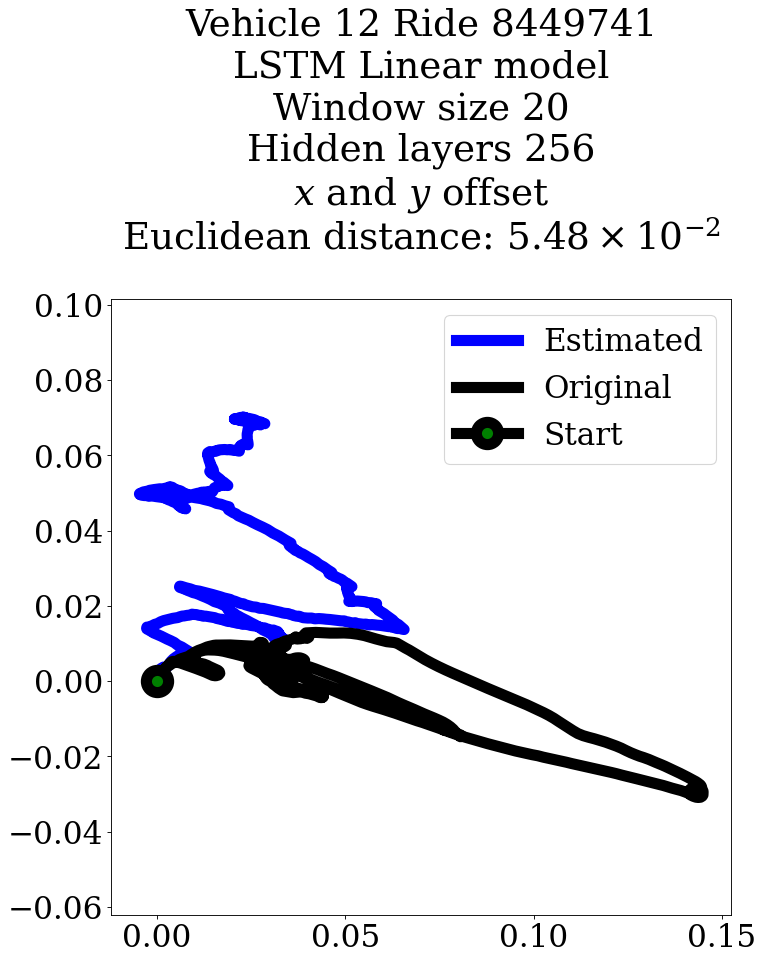 Vehicle 12 Ride 8449741
LSTM Linear model
Window size 20
Hidden layers 256
x and y offset
Euclidean distance: 5.48 × 10⁻²
0.10
0.08
0.06
0.04
0.02
0.00
−0.02
−0.04
−0.06
Estimated
Original
Start
0.00 0.05 0.10 0.15